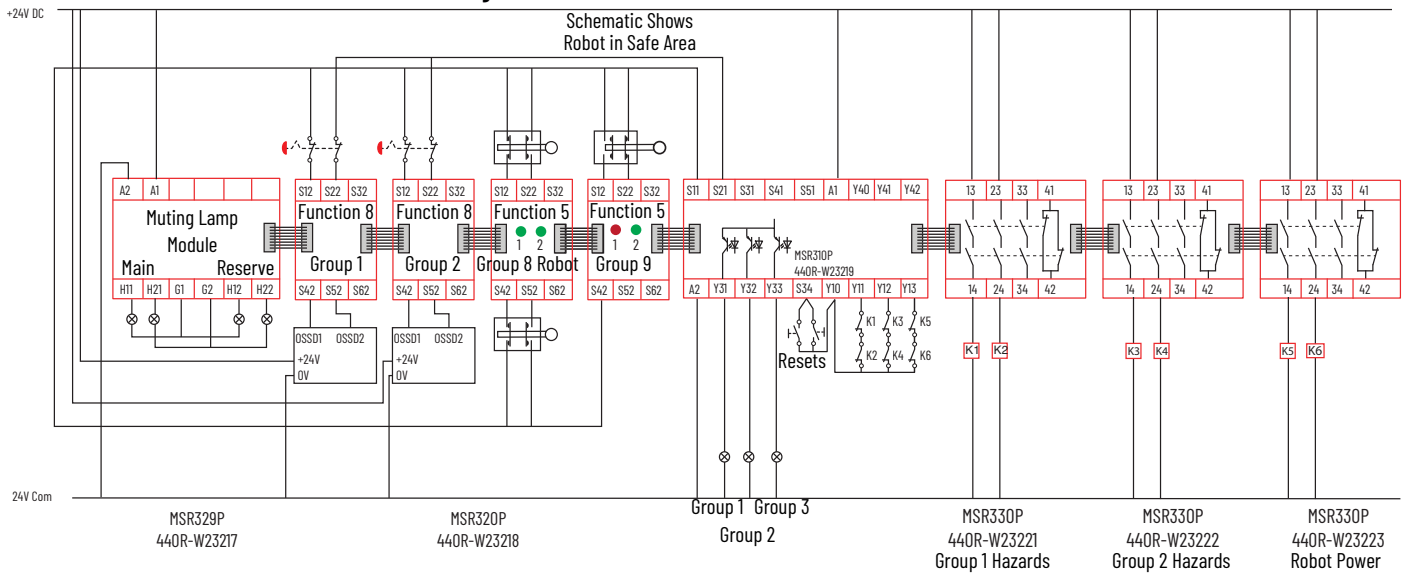 +24V DC
Schematic Shows
Robot in Safe Area
A2 A1
Muting Lamp
Module
Main Reserve
H11 H21 G1 G2 H12 H22
S12 S22 S32
Function 8
Group 1
S42 S52 S62
OSSD1 OSSD2
+24V
0V
S12 S22 S32
Function 8
Group 2
S42 S52 S62
OSSD1 OSSD2
+24V
0V
S12 S22 S32
Function 5
1 2
Group 8 Robot
S42 S52 S62
S12 S22 S32
Function 5
1 2
Group 9
S42 S52 S62
S11 S21 S31 S41 S51 A1 Y40 Y41 Y42
MSR310P
440R-W23219
A2 Y31 Y32 Y33 S34 Y10 Y11 Y12 Y13
K1 K3 K5
K2 K4 K6
Resets
13 23 33 41
14 24 34 42
K1 K2
13 23 33 41
14 24 34 42
K3 K4
13 23 33 41
14 24 34 42
K5 K6
24V Com
MSR329P
440R-W23217
MSR320P
440R-W23218
Group 1 Group 3
Group 2
MSR330P
440R-W23221
Group 1 Hazards
MSR330P
440R-W23222
Group 2 Hazards
MSR330P
440R-W23223
Robot Power